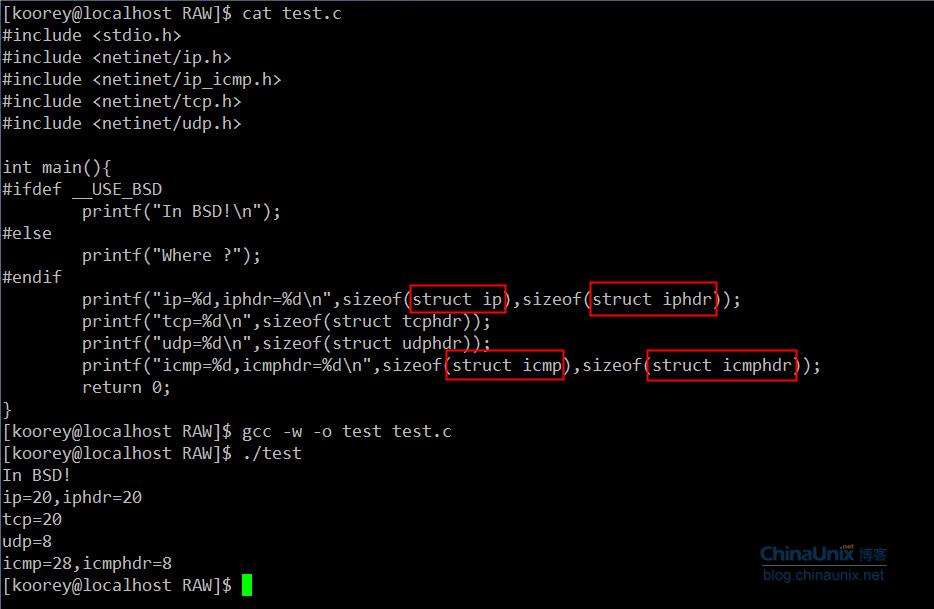 [koorey@localhost RAW]$ cat test.c
#include <stdio.h>
#include <netinet/ip.h>
#include <netinet/ip_icmp.h>
#include <netinet/tcp.h>
#include <netinet/udp.h>

int main(){
#ifdef __USE_BSD
        printf("In BSD!\n");
#else
        printf("Where ?");
#endif
        printf("ip=%d,iphdr=%d\n",sizeof(struct ip),sizeof(struct iphdr));
        printf("tcp=%d\n",sizeof(struct tcphdr));
        printf("udp=%d\n",sizeof(struct udphdr));
        printf("icmp=%d,icmphdr=%d\n",sizeof(struct icmp),sizeof(struct icmphdr));
        return 0;
}
[koorey@localhost RAW]$ gcc -w -o test test.c
[koorey@localhost RAW]$ ./test
In BSD!
ip=20,iphdr=20
tcp=20
udp=8
icmp=28,icmphdr=8
[koorey@localhost RAW]$
ChinaUnix.net 博客
blog.chinaunix.net